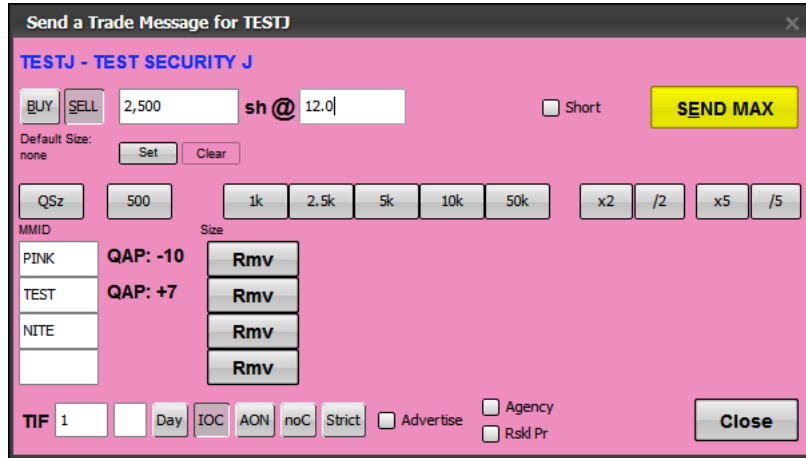 Send a Trade Message for TESTJ
TESTJ - TEST SECURITY J
BUY SELL 2,500 sh @ 12.0 Short SEND MAX
Default Size:
none Set Clear
QSz 500 1k 2.5k 5k 10k 50k x2 /2 x5 /5
MMID Size
PINK QAP: -10 Rmv
TEST QAP: +7 Rmv
NITE Rmv
Rmv
TIF 1 Day IOC AON noC Strict Advertise Agency Close
Rskl Pr